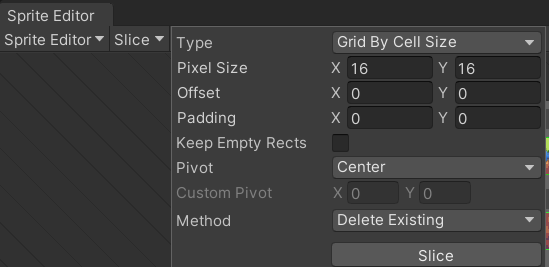 Sprite Editor
Sprite Editor Slice
Type Grid By Cell Size
Pixel Size X 16 Y 16
Offset X 0 Y 0
Padding X 0 Y 0
Keep Empty Rects
Pivot Center
Custom Pivot X 0 Y 0
Method Delete Existing
Slice